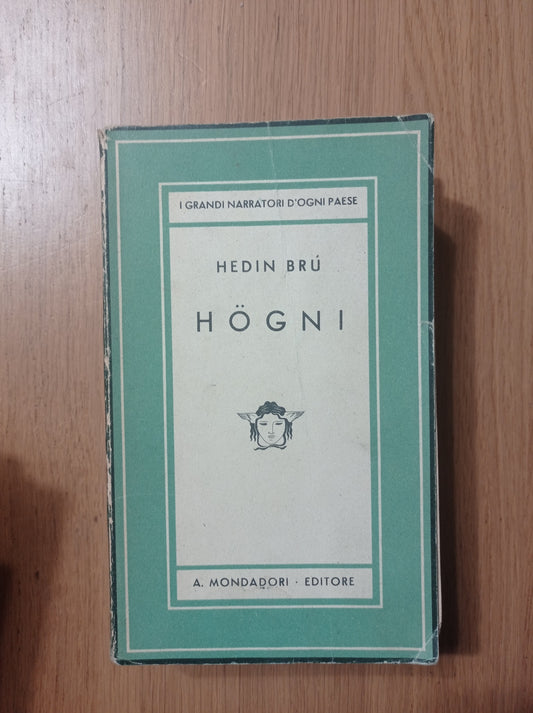 I GRANDI NARRATORI D'OGNI PAESE
HEDIN BRÚ
HÖGNI
A. MONDADORI · EDITORE